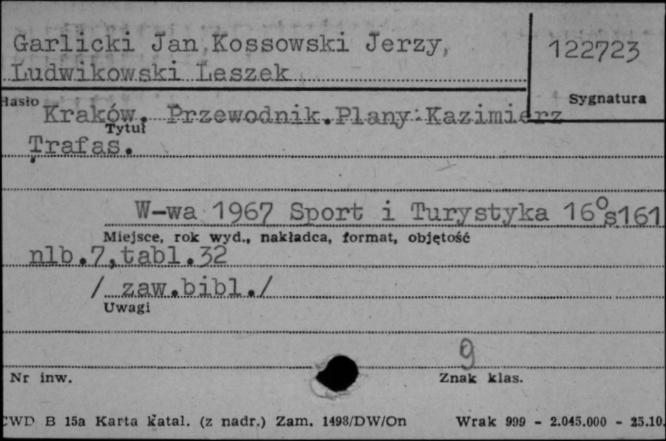 Garlicki Jan, Kossowski Jerzy,
122723
Ludwikowski Leszek
Hasło
Sygnatura
Kraków. Przewodnik. Plany: Kazimierz
Tytuł
Trafas.
W-wa 1967 Sport i Turystyka 16° s161
Miejsce, rok wyd., nakładca, format, objętość
nlb.7,tabl.32
/ zaw.bibl./
Uwagi
9
Nr inw.
Znak klas.
CWD B 15a Karta katal. (z nadr.) Zam. 1498/DW/On Wrak 999 - 2.045.000 - 25.10